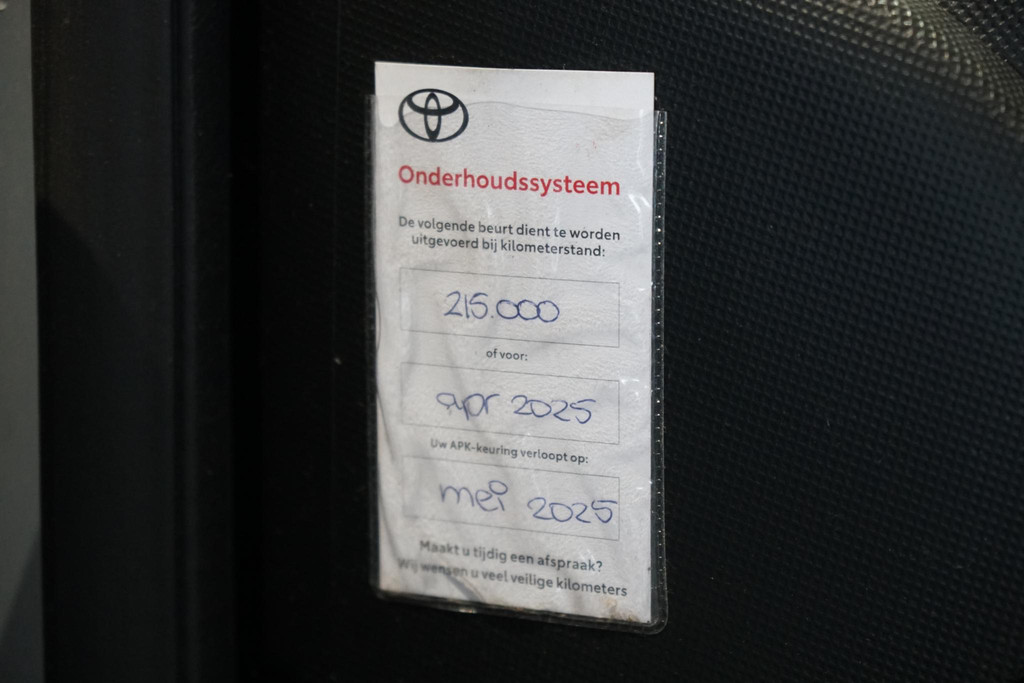 Onderhoudssysteem
De volgende beurt dient te worden
uitgevoerd bij kilometerstand:
215.000
of voor:
apr 2025
Uw APK-keuring verloopt op:
mei 2025
Maakt u tijdig een afspraak?
Wij wensen u veel veilige kilometers